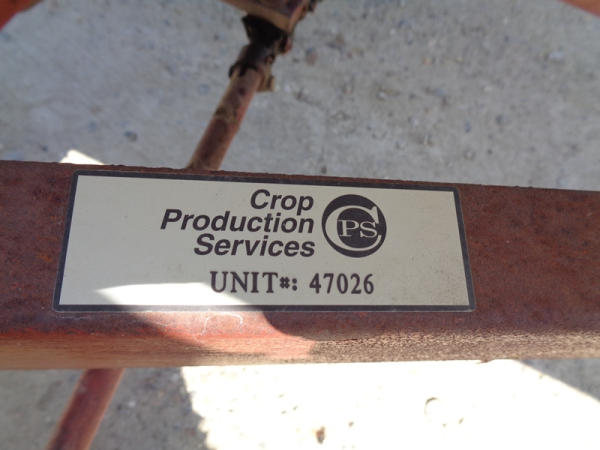 Crop
Production
Services
CPS
UNIT#: 47026